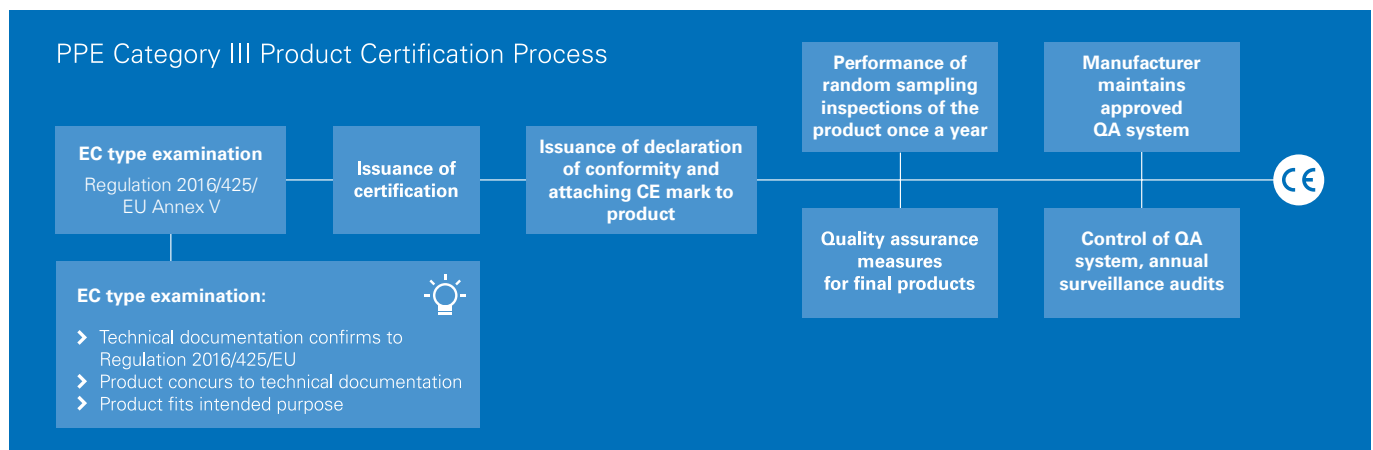 PPE Category III Product Certification Process
EC type examination
Regulation 2016/425/
EU Annex V
EC type examination:
Technical documentation confirms to
Regulation 2016/425/EU
Product concurs to technical documentation
Product fits intended purpose
Issuance of
certification
Issuance of declaration
of conformity and
attaching CE mark to
product
Performance of
random sampling
inspections of the
product once a year
Quality assurance
measures
for final products
Manufacturer
maintains
approved
QA system
Control of QA
system, annual
surveillance audits
CE